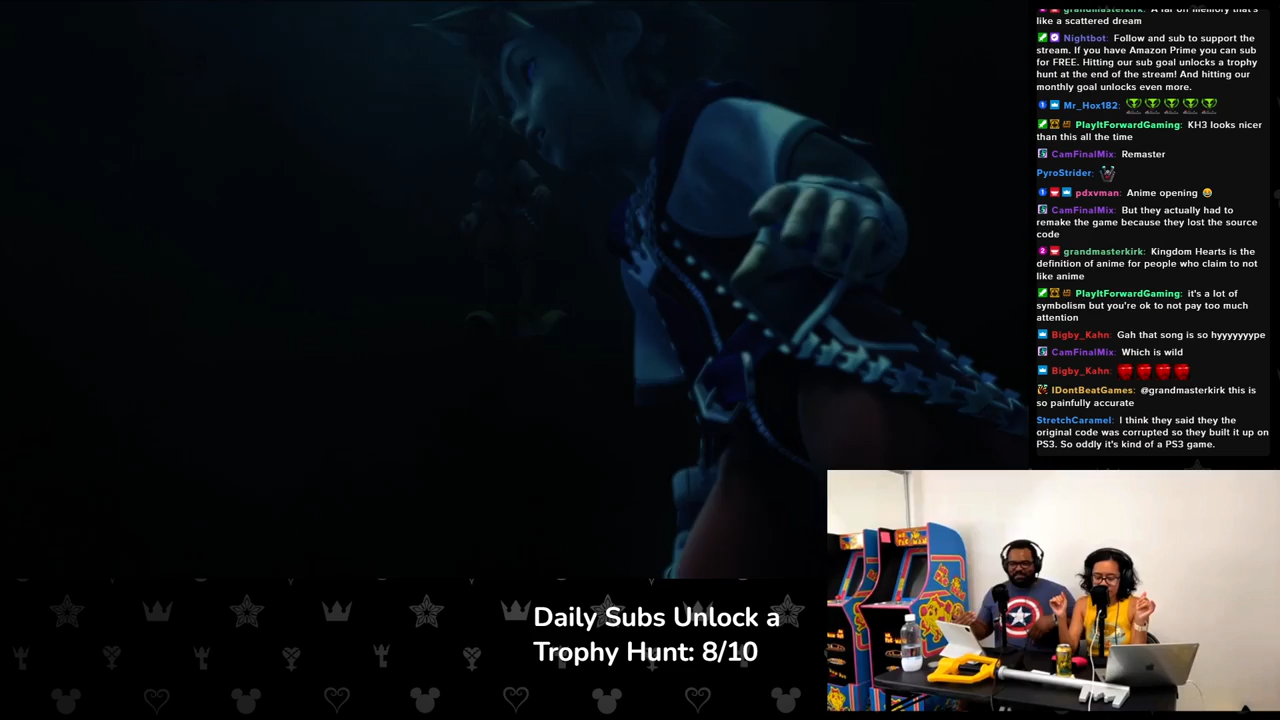 grandmasterkirk: A far off memory that's
like a scattered dream
Nightbot: Follow and sub to support the
stream. If you have Amazon Prime you can sub
for FREE. Hitting our sub goal unlocks a trophy
hunt at the end of the stream! And hitting our
monthly goal unlocks even more.
Mr_Hox182:
PlayItForwardGaming: KH3 looks nicer
than this all the time
CamFinalMix: Remaster
PyroStrider:
pdxvman: Anime opening 😂
CamFinalMix: But they actually had to
remake the game because they lost the source
code
grandmasterkirk: Kingdom Hearts is the
definition of anime for people who claim to not
like anime
PlayItForwardGaming: it's a lot of
symbolism but you're ok to not pay too much
attention
Bigby_Kahn: Gah that song is so hyyyyyype
CamFinalMix: Which is wild
Bigby_Kahn:
IDontBeatGames: @grandmasterkirk this is
so painfully accurate
StretchCaramel: I think they said they the
original code was corrupted so they built it up on
PS3. So oddly it's kind of a PS3 game.
Daily Subs Unlock a
Trophy Hunt: 8/10